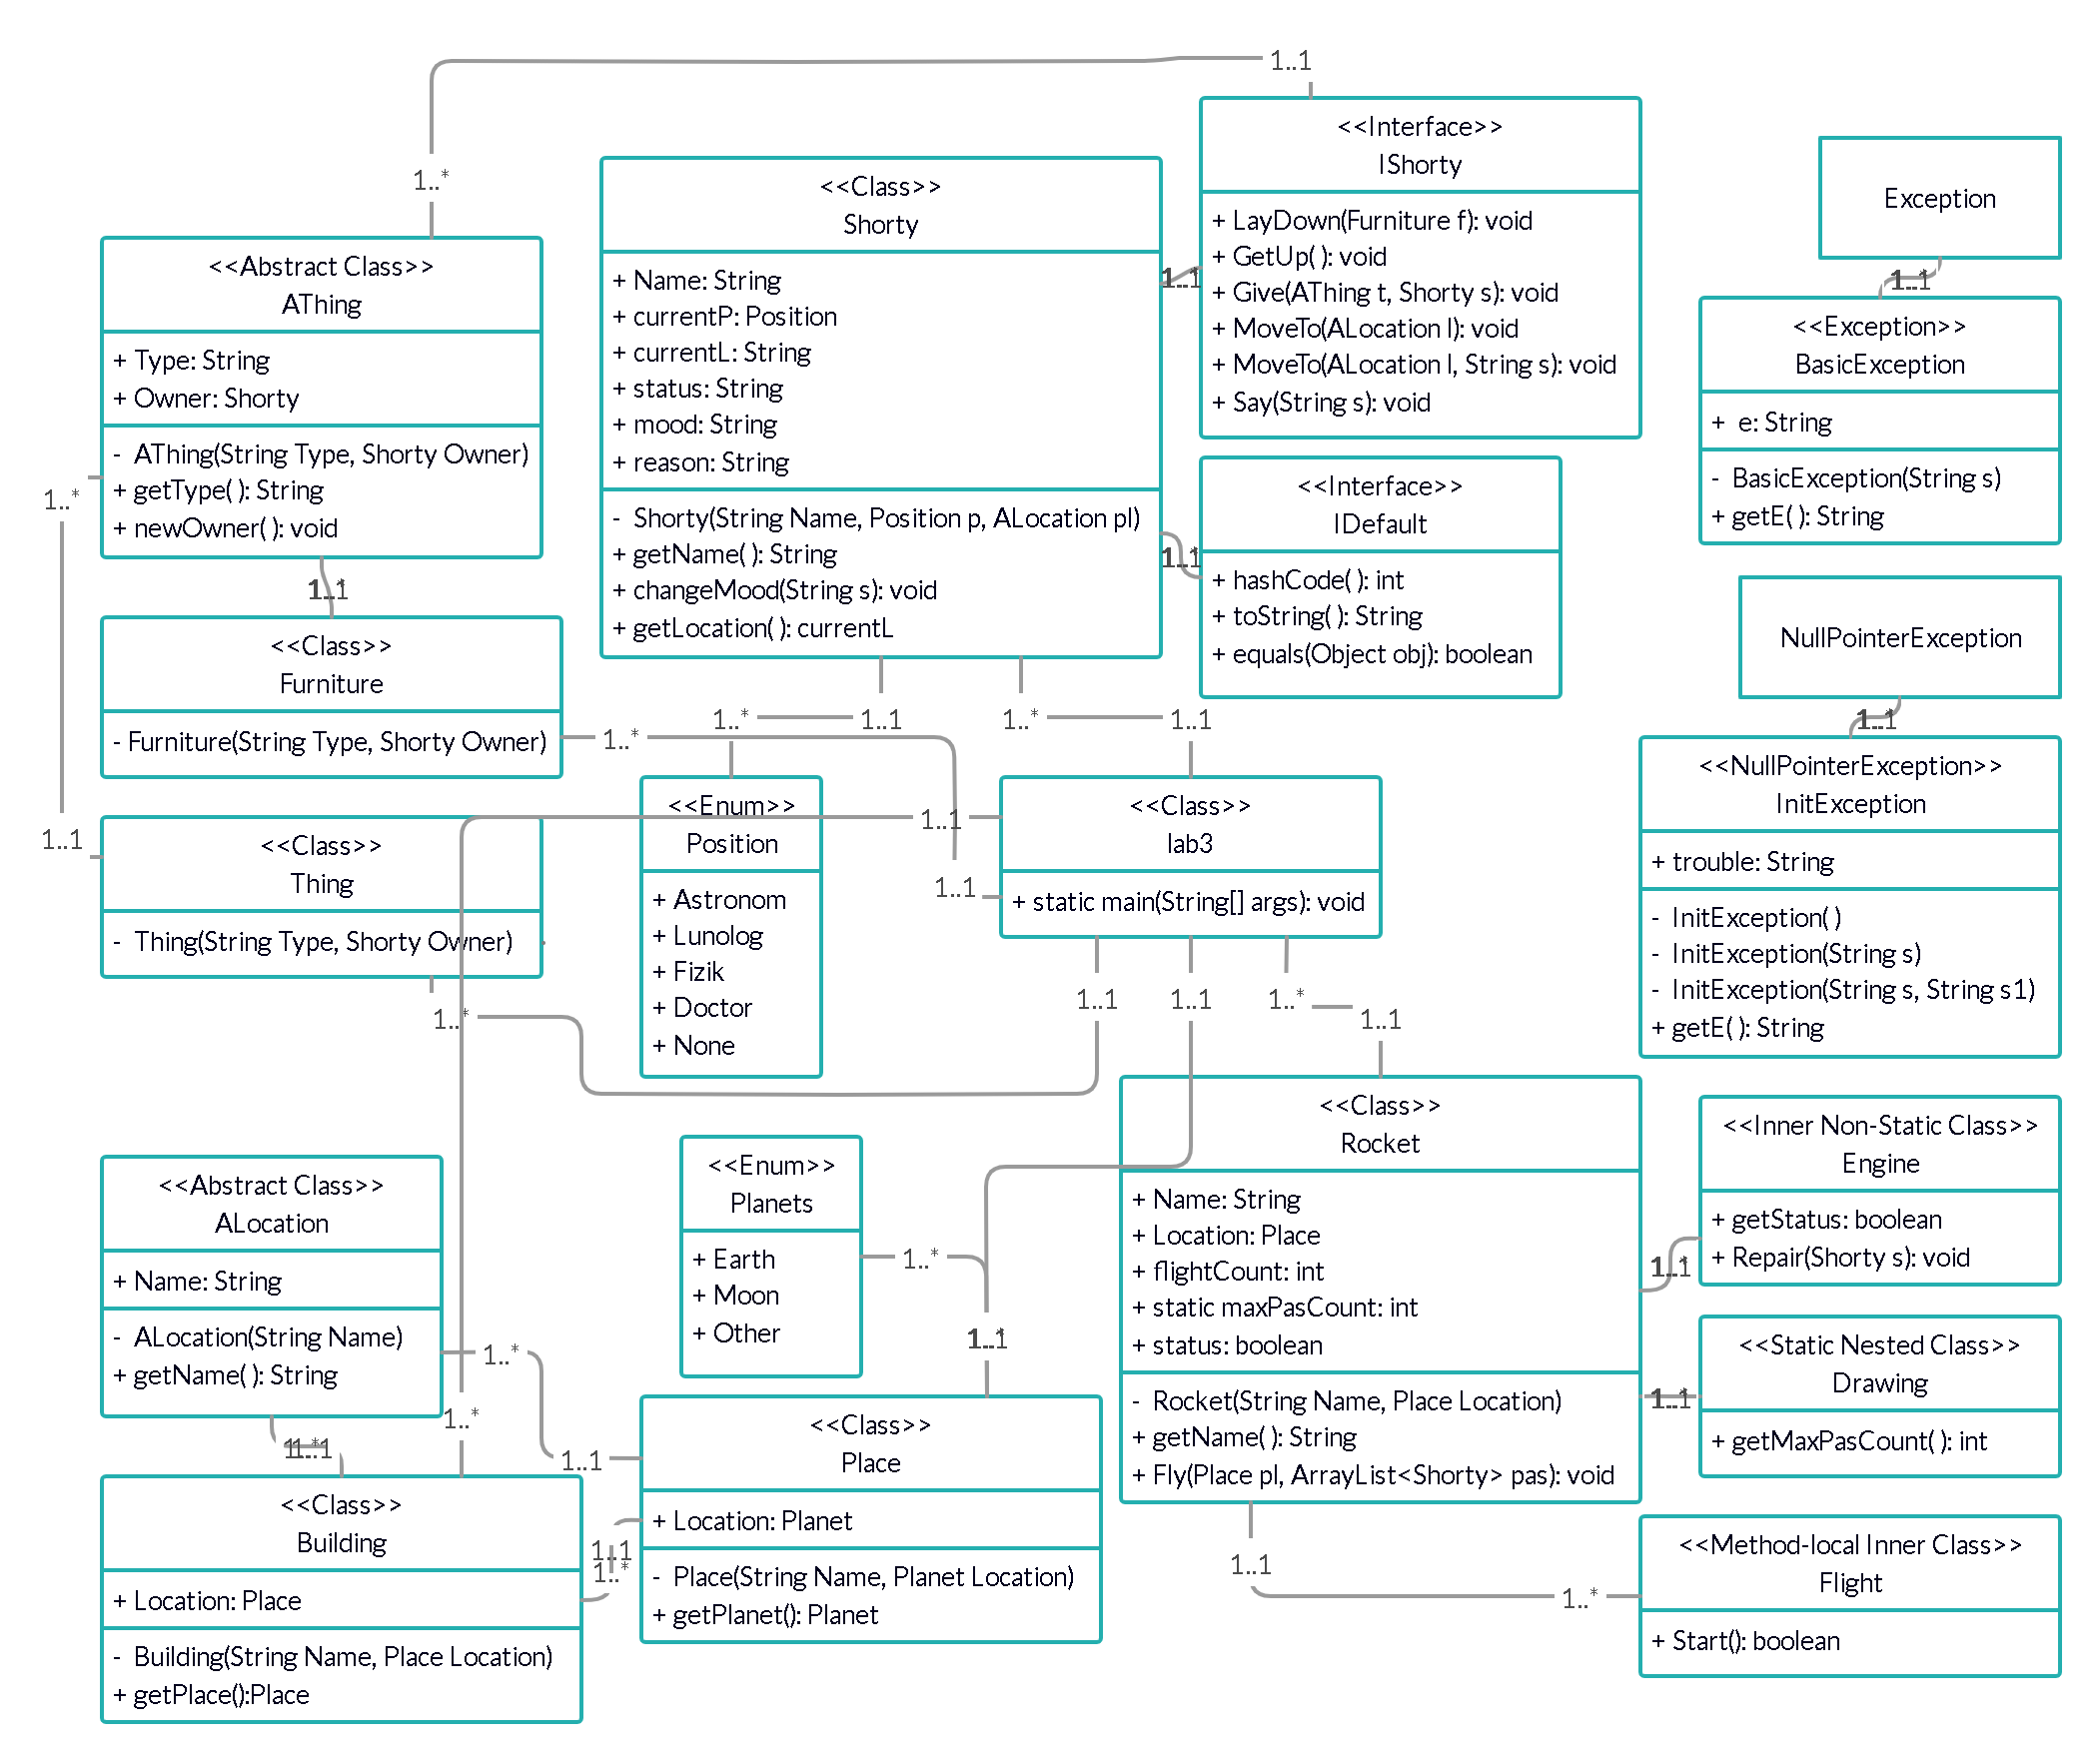 1..1
1..*
<<Interface>>
IShorty
+ LayDown(Furniture f): void
+ GetUp( ): void
+ Give(AThing t, Shorty s): void
+ MoveTo(ALocation l): void
+ MoveTo(ALocation l, String s): void
+ Say(String s): void
Exception
1..1
<<Exception>>
BasicException
+ e: String
- BasicException(String s)
+ getE( ): String
<<Class>>
Shorty
+ Name: String
+ currentP: Position
+ currentL: String
+ status: String
+ mood: String
+ reason: String
- Shorty(String Name, Position p, ALocation pl)
+ getName( ): String
+ changeMood(String s): void
+ getLocation( ): currentL
1..1
1..1
<<Interface>>
IDefault
+ hashCode( ): int
+ toString( ): String
+ equals(Object obj): boolean
<<Abstract Class>>
AThing
+ Type: String
+ Owner: Shorty
- AThing(String Type, Shorty Owner)
+ getType( ): String
+ newOwner( ): void
1..*
1..1
1..1
<<Class>>
Furniture
- Furniture(String Type, Shorty Owner)
1..*
1..*
1..1
1..*
1..1
NullPointerException
1..1
<<NullPointerException>>
InitException
+ trouble: String
- InitException( )
- InitException(String s)
- InitException(String s, String s1)
+ getE( ): String
<<Class>>
Thing
- Thing(String Type, Shorty Owner)
1..*
<<Enum>>
Position
+ Astronom
+ Lunolog
+ Fizik
+ Doctor
+ None
1..1
1..1
<<Class>>
lab3
+ static main(String[] args): void
1..1
1..1
1..*
1..1
<<Abstract Class>>
ALocation
+ Name: String
- ALocation(String Name)
+ getName( ): String
1..*
1..1
1..*
<<Enum>>
Planets
+ Earth
+ Moon
+ Other
1..*
1..1
<<Class>>
Rocket
+ Name: String
+ Location: Place
+ flightCount: int
+ static maxPasCount: int
+ status: boolean
- Rocket(String Name, Place Location)
+ getName( ): String
+ Fly(Place pl, ArrayList<Shorty> pas): void
<<Inner Non-Static Class>>
Engine
+ getStatus: boolean
+ Repair(Shorty s): void
1..1
<<Static Nested Class>>
Drawing
+ getMaxPasCount( ): int
1..1
<<Class>>
Building
+ Location: Place
- Building(String Name, Place Location)
+ getPlace():Place
1..1
1..*
<<Class>>
Place
+ Location: Planet
- Place(String Name, Planet Location)
+ getPlanet(): Planet
1..1
1..*
<<Method-local Inner Class>>
Flight
+ Start(): boolean